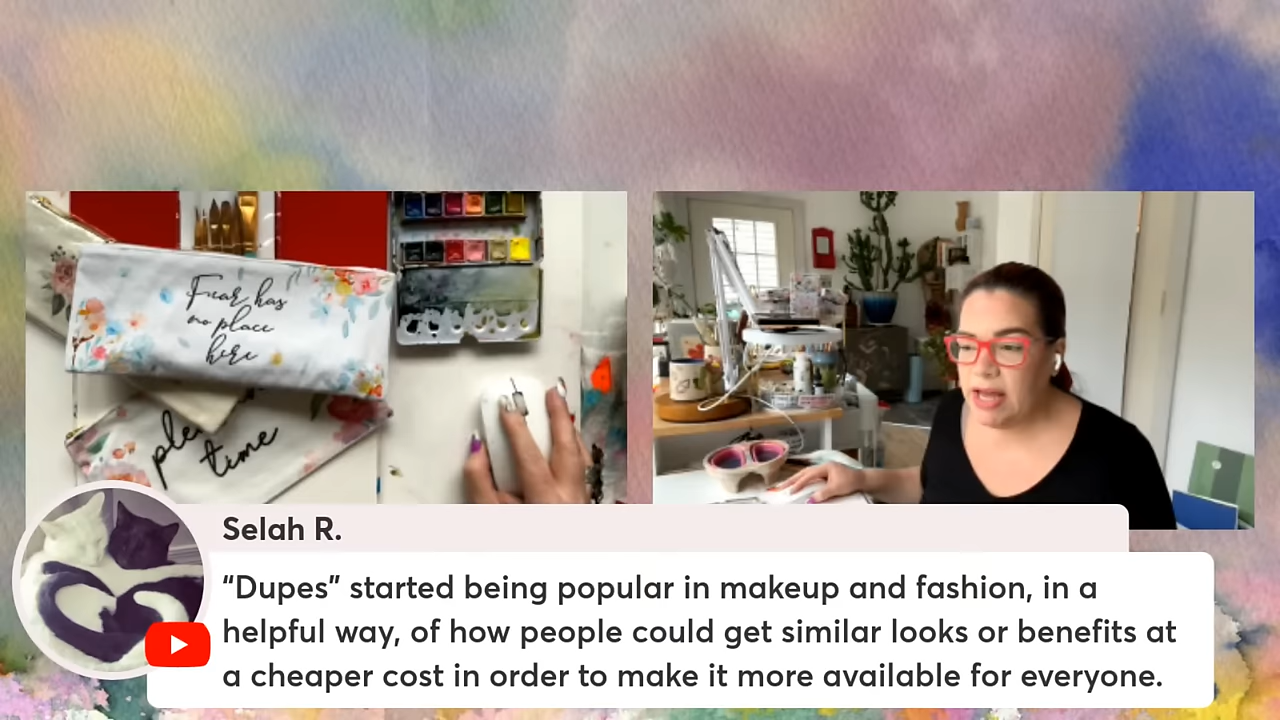 Fear has
no place
here
time
Selah R.
“Dupes” started being popular in makeup and fashion, in a
helpful way, of how people could get similar looks or benefits at
a cheaper cost in order to make it more available for everyone.